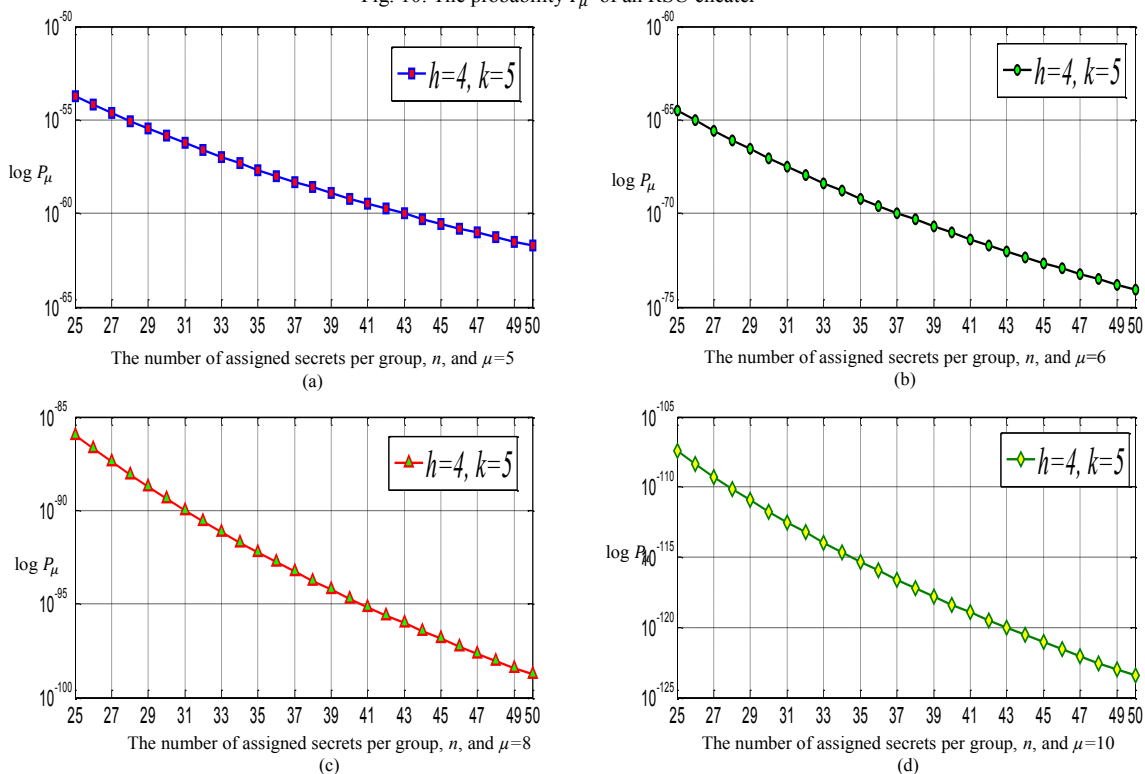 Fig. 10. The probability Pμ of an RSU cheater
10^-50
10^-55
log Pμ
10^-60
10^-65
h=4, k=5
25 27 29 31 33 35 37 39 41 43 45 47 49 50
The number of assigned secrets per group, n, and μ=5
(a)
10^-60
10^-65
log Pμ
10^-70
10^-75
h=4, k=5
25 27 29 31 33 35 37 39 41 43 45 47 49 50
The number of assigned secrets per group, n, and μ=6
(b)
10^-85
10^-90
log Pμ
10^-95
10^-100
h=4, k=5
25 27 29 31 33 35 37 39 41 43 45 47 49 50
The number of assigned secrets per group, n, and μ=8
(c)
10^-105
10^-110
log Pμ
10^-115
10^-120
10^-125
h=4, k=5
25 27 29 31 33 35 37 39 41 43 45 47 49 50
The number of assigned secrets per group, n, and μ=10
(d)